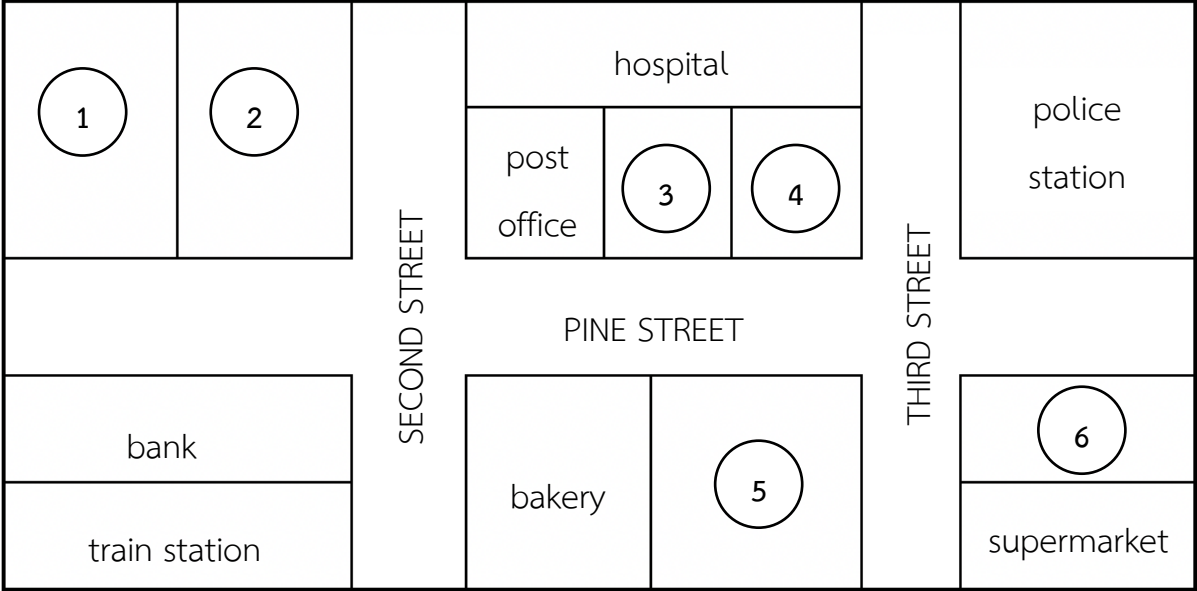 hospital
1
2
police
station
post
office
3
4
SECOND STREET
THIRD STREET
PINE STREET
bank
train station
bakery
5
6
supermarket